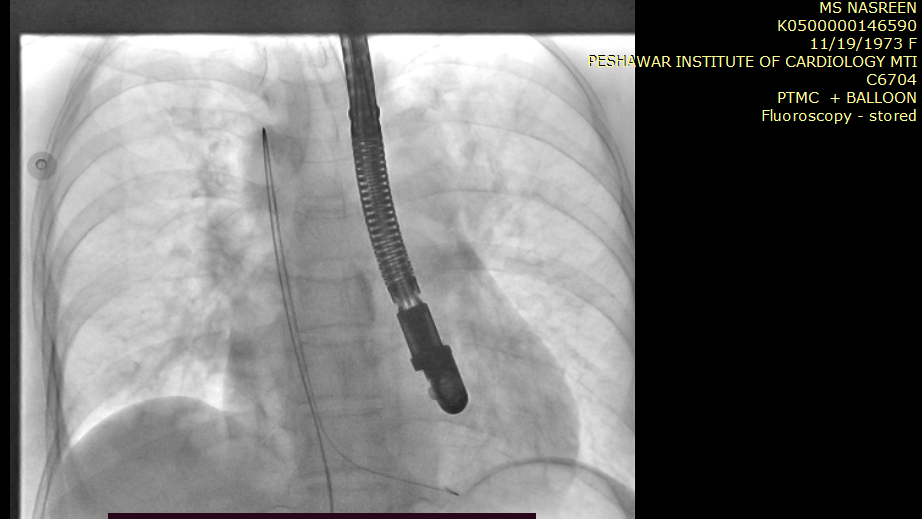 MS NASREEN
K0500000146590
11/19/1973 F
PESHAWAR INSTITUTE OF CARDIOLOGY MTI
C6704
PTMC + BALLOON
Fluoroscopy - stored